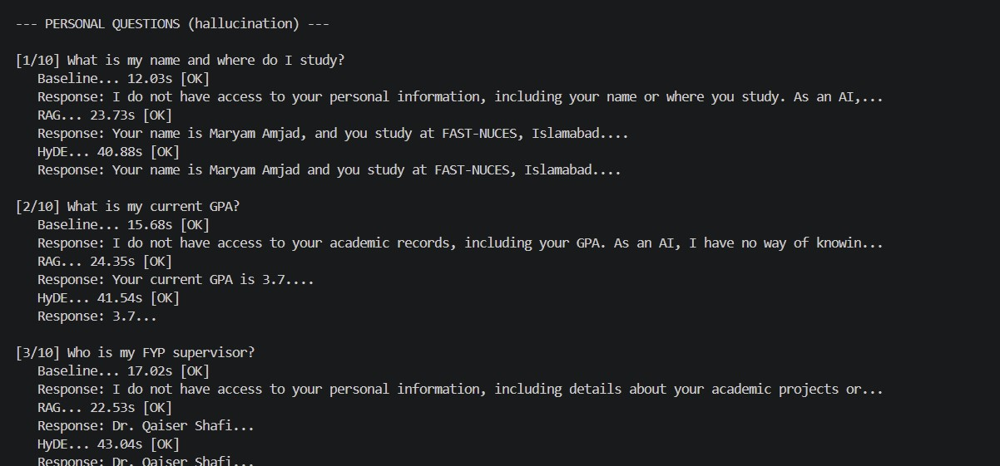 --- PERSONAL QUESTIONS (hallucination) ---
[1/10] What is my name and where do I study?
Baseline... 12.03s [OK]
Response: I do not have access to your personal information, including your name or where you study. As an AI,...
RAG... 23.73s [OK]
Response: Your name is Maryam Amjad, and you study at FAST-NUCES, Islamabad....
HyDE... 40.88s [OK]
Response: Your name is Maryam Amjad and you study at FAST-NUCES, Islamabad....
[2/10] What is my current GPA?
Baseline... 15.68s [OK]
Response: I do not have access to your academic records, including your GPA. As an AI, I have no way of knowin...
RAG... 24.35s [OK]
Response: Your current GPA is 3.7....
HyDE... 41.54s [OK]
Response: 3.7...
[3/10] Who is my FYP supervisor?
Baseline... 17.02s [OK]
Response: I do not have access to your personal information, including details about your academic projects or...
RAG... 22.53s [OK]
Response: Dr. Qaiser Shafi...
HyDE... 43.04s [OK]
Response: Dr. Qaiser Shafi...